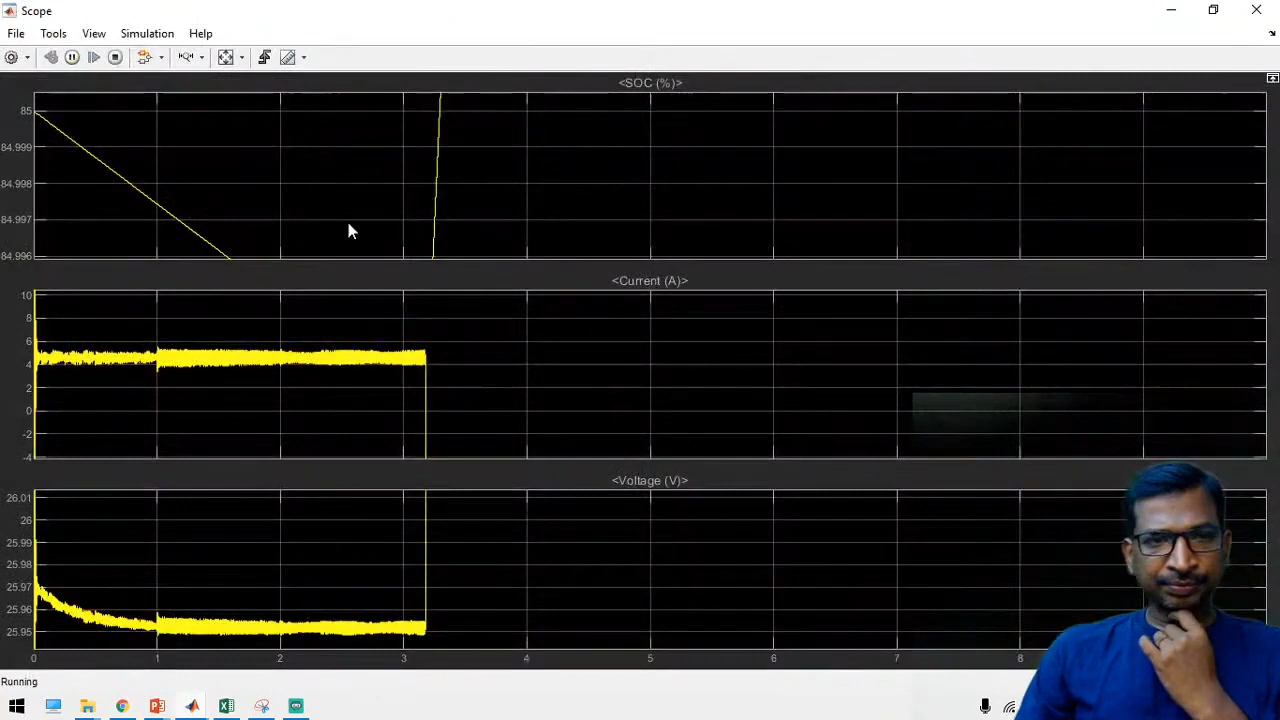 Scope
File Tools View Simulation Help
<SOC (%)>
85
84.999
84.998
84.997
84.996
<Current (A)>
10
8
6
4
2
0
-2
-4
<Voltage (V)>
26.01
26
25.99
25.98
25.97
25.96
25.95
0 1 2 3 4 5 6 7 8
Running